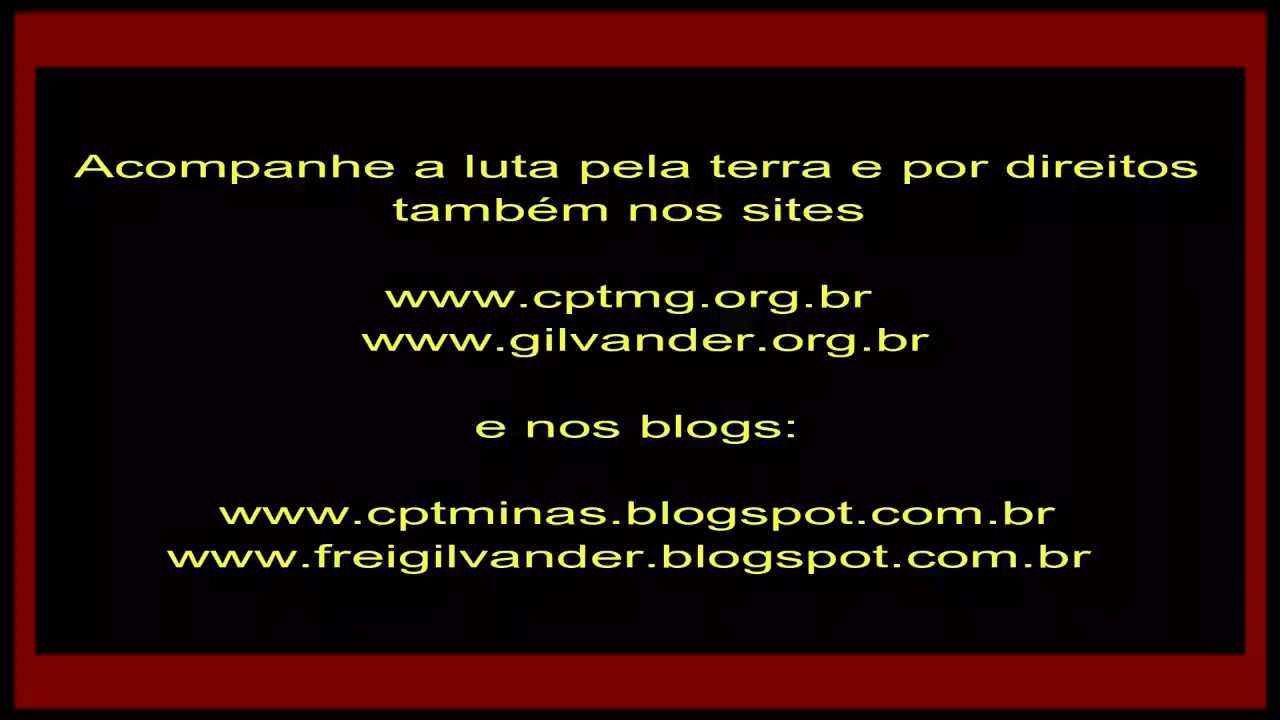 Acompanhe a luta pela terra e por direitos
também nos sites
www.cptmg.org.br
www.gilvander.org.br
e nos blogs:
www.cptminas.blogspot.com.br
www.freigilvander.blogspot.com.br